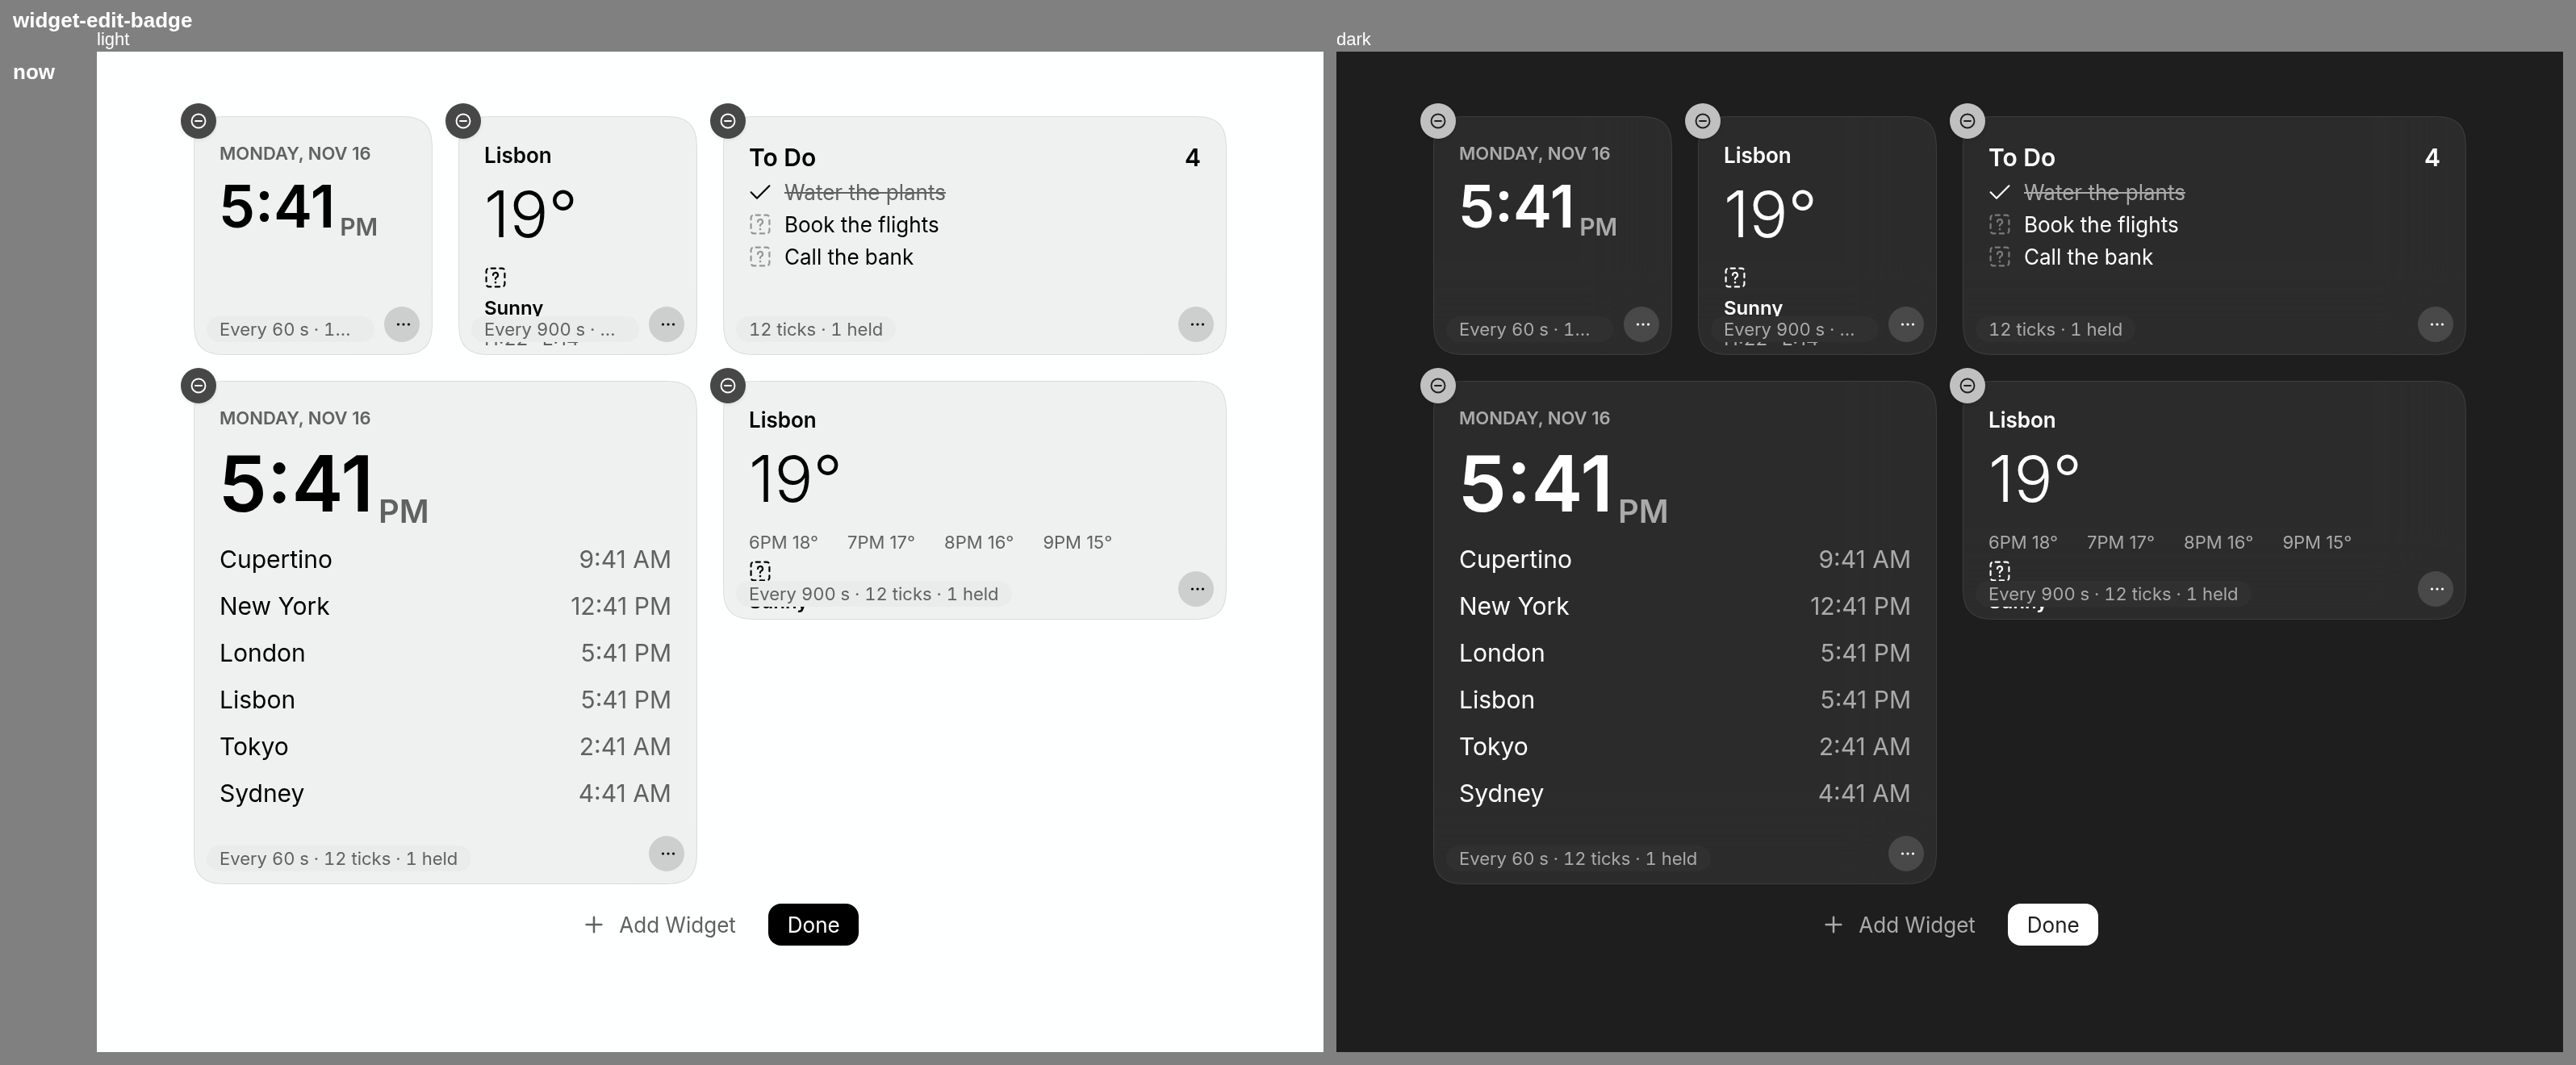 widget-edit-badge
light
dark
now
MONDAY, NOV 16
5:41 PM
Every 60 s · 1...
Lisbon
19°
Sunny
Every 900 s · ...
To Do 4
Water the plants
Book the flights
Call the bank
12 ticks · 1 held
MONDAY, NOV 16
5:41 PM
Cupertino 9:41 AM
New York 12:41 PM
London 5:41 PM
Lisbon 5:41 PM
Tokyo 2:41 AM
Sydney 4:41 AM
Every 60 s · 12 ticks · 1 held
Lisbon
19°
6PM 18° 7PM 17° 8PM 16° 9PM 15°
Every 900 s · 12 ticks · 1 held
Add Widget
Done
MONDAY, NOV 16
5:41 PM
Every 60 s · 1...
Lisbon
19°
Sunny
Every 900 s · ...
To Do 4
Water the plants
Book the flights
Call the bank
12 ticks · 1 held
MONDAY, NOV 16
5:41 PM
Cupertino 9:41 AM
New York 12:41 PM
London 5:41 PM
Lisbon 5:41 PM
Tokyo 2:41 AM
Sydney 4:41 AM
Every 60 s · 12 ticks · 1 held
Lisbon
19°
6PM 18° 7PM 17° 8PM 16° 9PM 15°
Every 900 s · 12 ticks · 1 held
Add Widget
Done